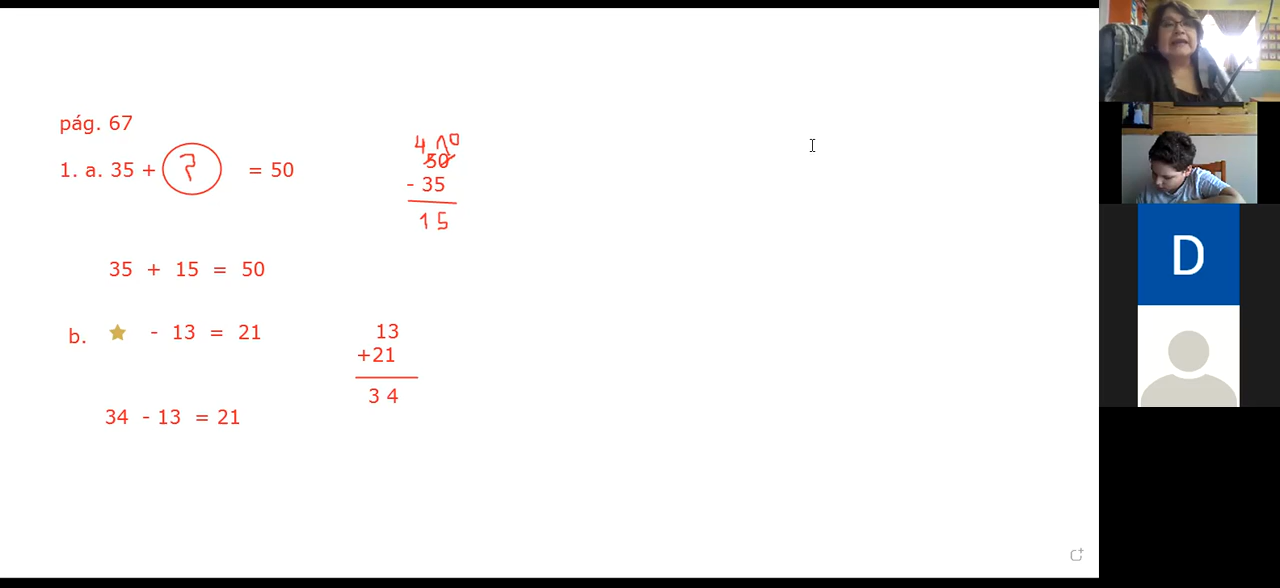 pág. 67
1. a. 35 + ? = 50
4 10
50
- 35
15
35 + 15 = 50
b. ★ - 13 = 21
13
+21
34
34 - 13 = 21
D